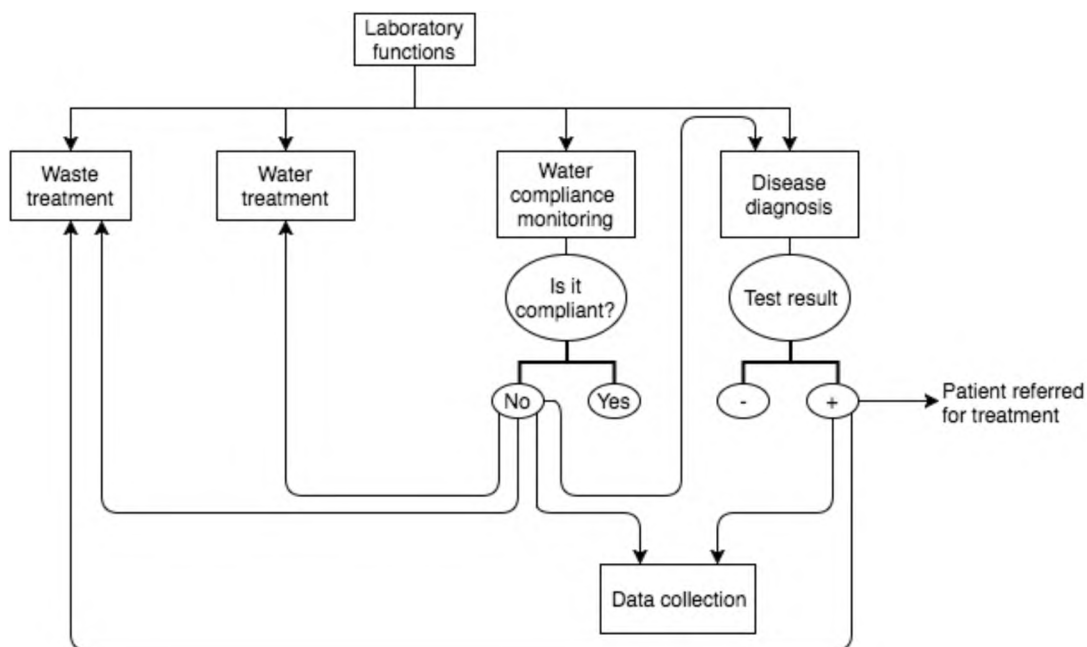 Laboratory
functions
Waste
treatment
Water
treatment
Water
compliance
monitoring
Disease
diagnosis
Is it
compliant?
Test result
No
Yes
-
+
Patient referred
for treatment
Data collection